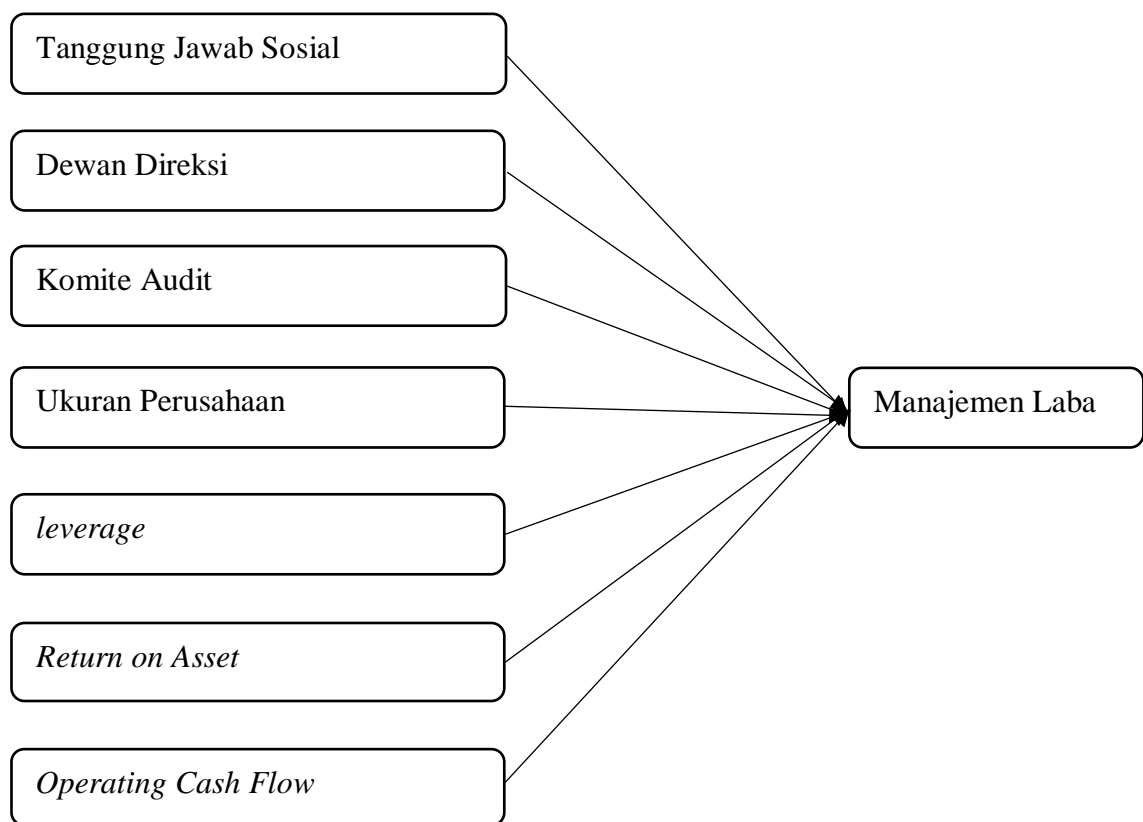 Tanggung Jawab Sosial
Dewan Direksi
Komite Audit
Ukuran Perusahaan
leverage
Return on Asset
Operating Cash Flow
Manajemen Laba